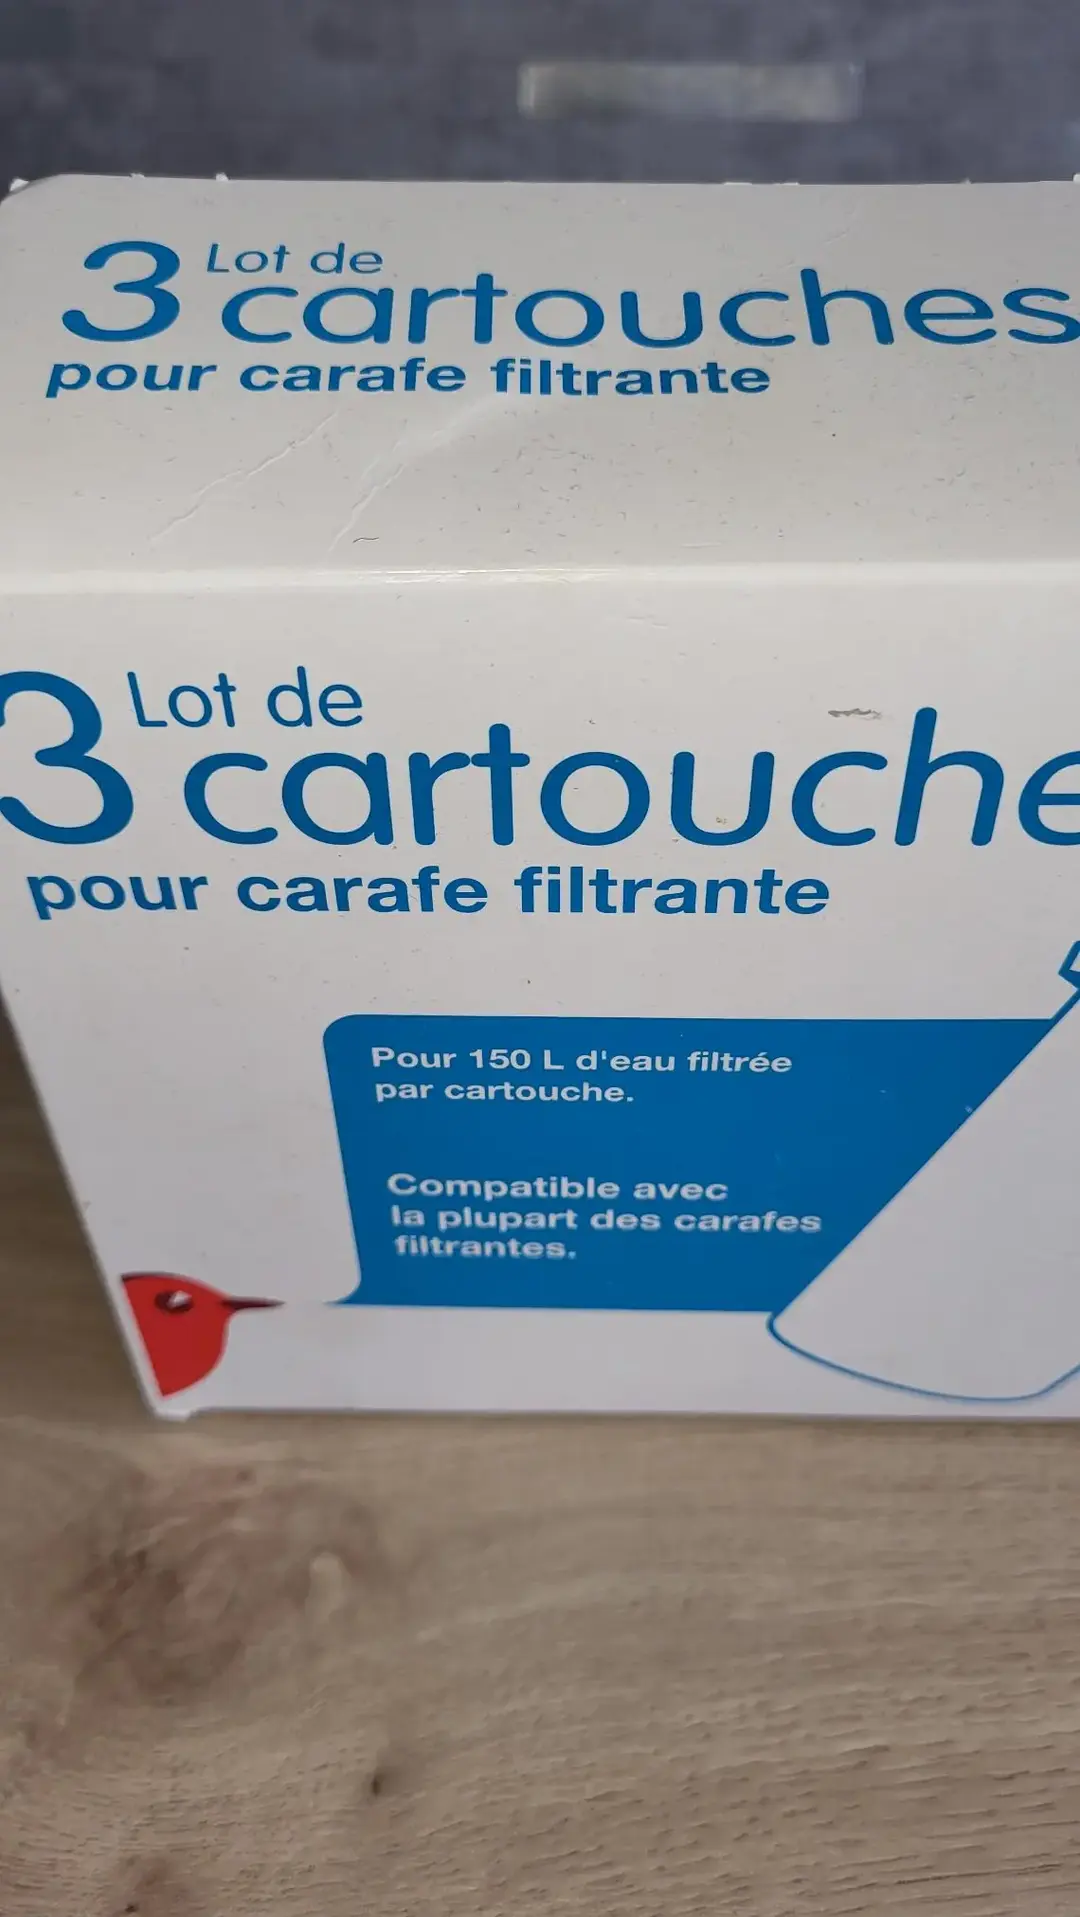 Lot de
3 cartouches
pour carafe filtrante
Lot de
3 cartouche
pour carafe filtrante
Pour 150 L d'eau filtrée
par cartouche.
Compatible avec
la plupart des carafes
filtrantes.